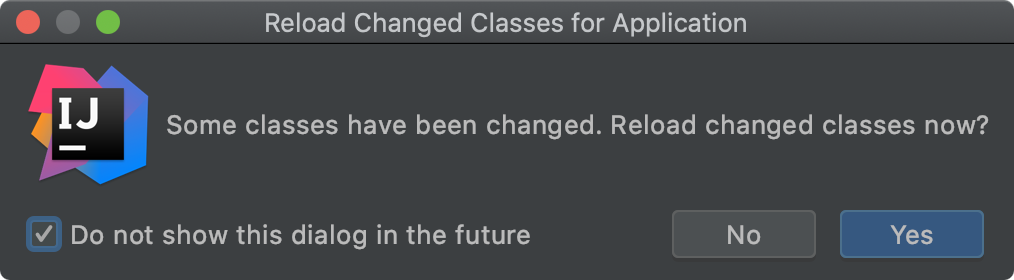 Reload Changed Classes for Application
IJ
Some classes have been changed. Reload changed classes now?
Do not show this dialog in the future
No
Yes